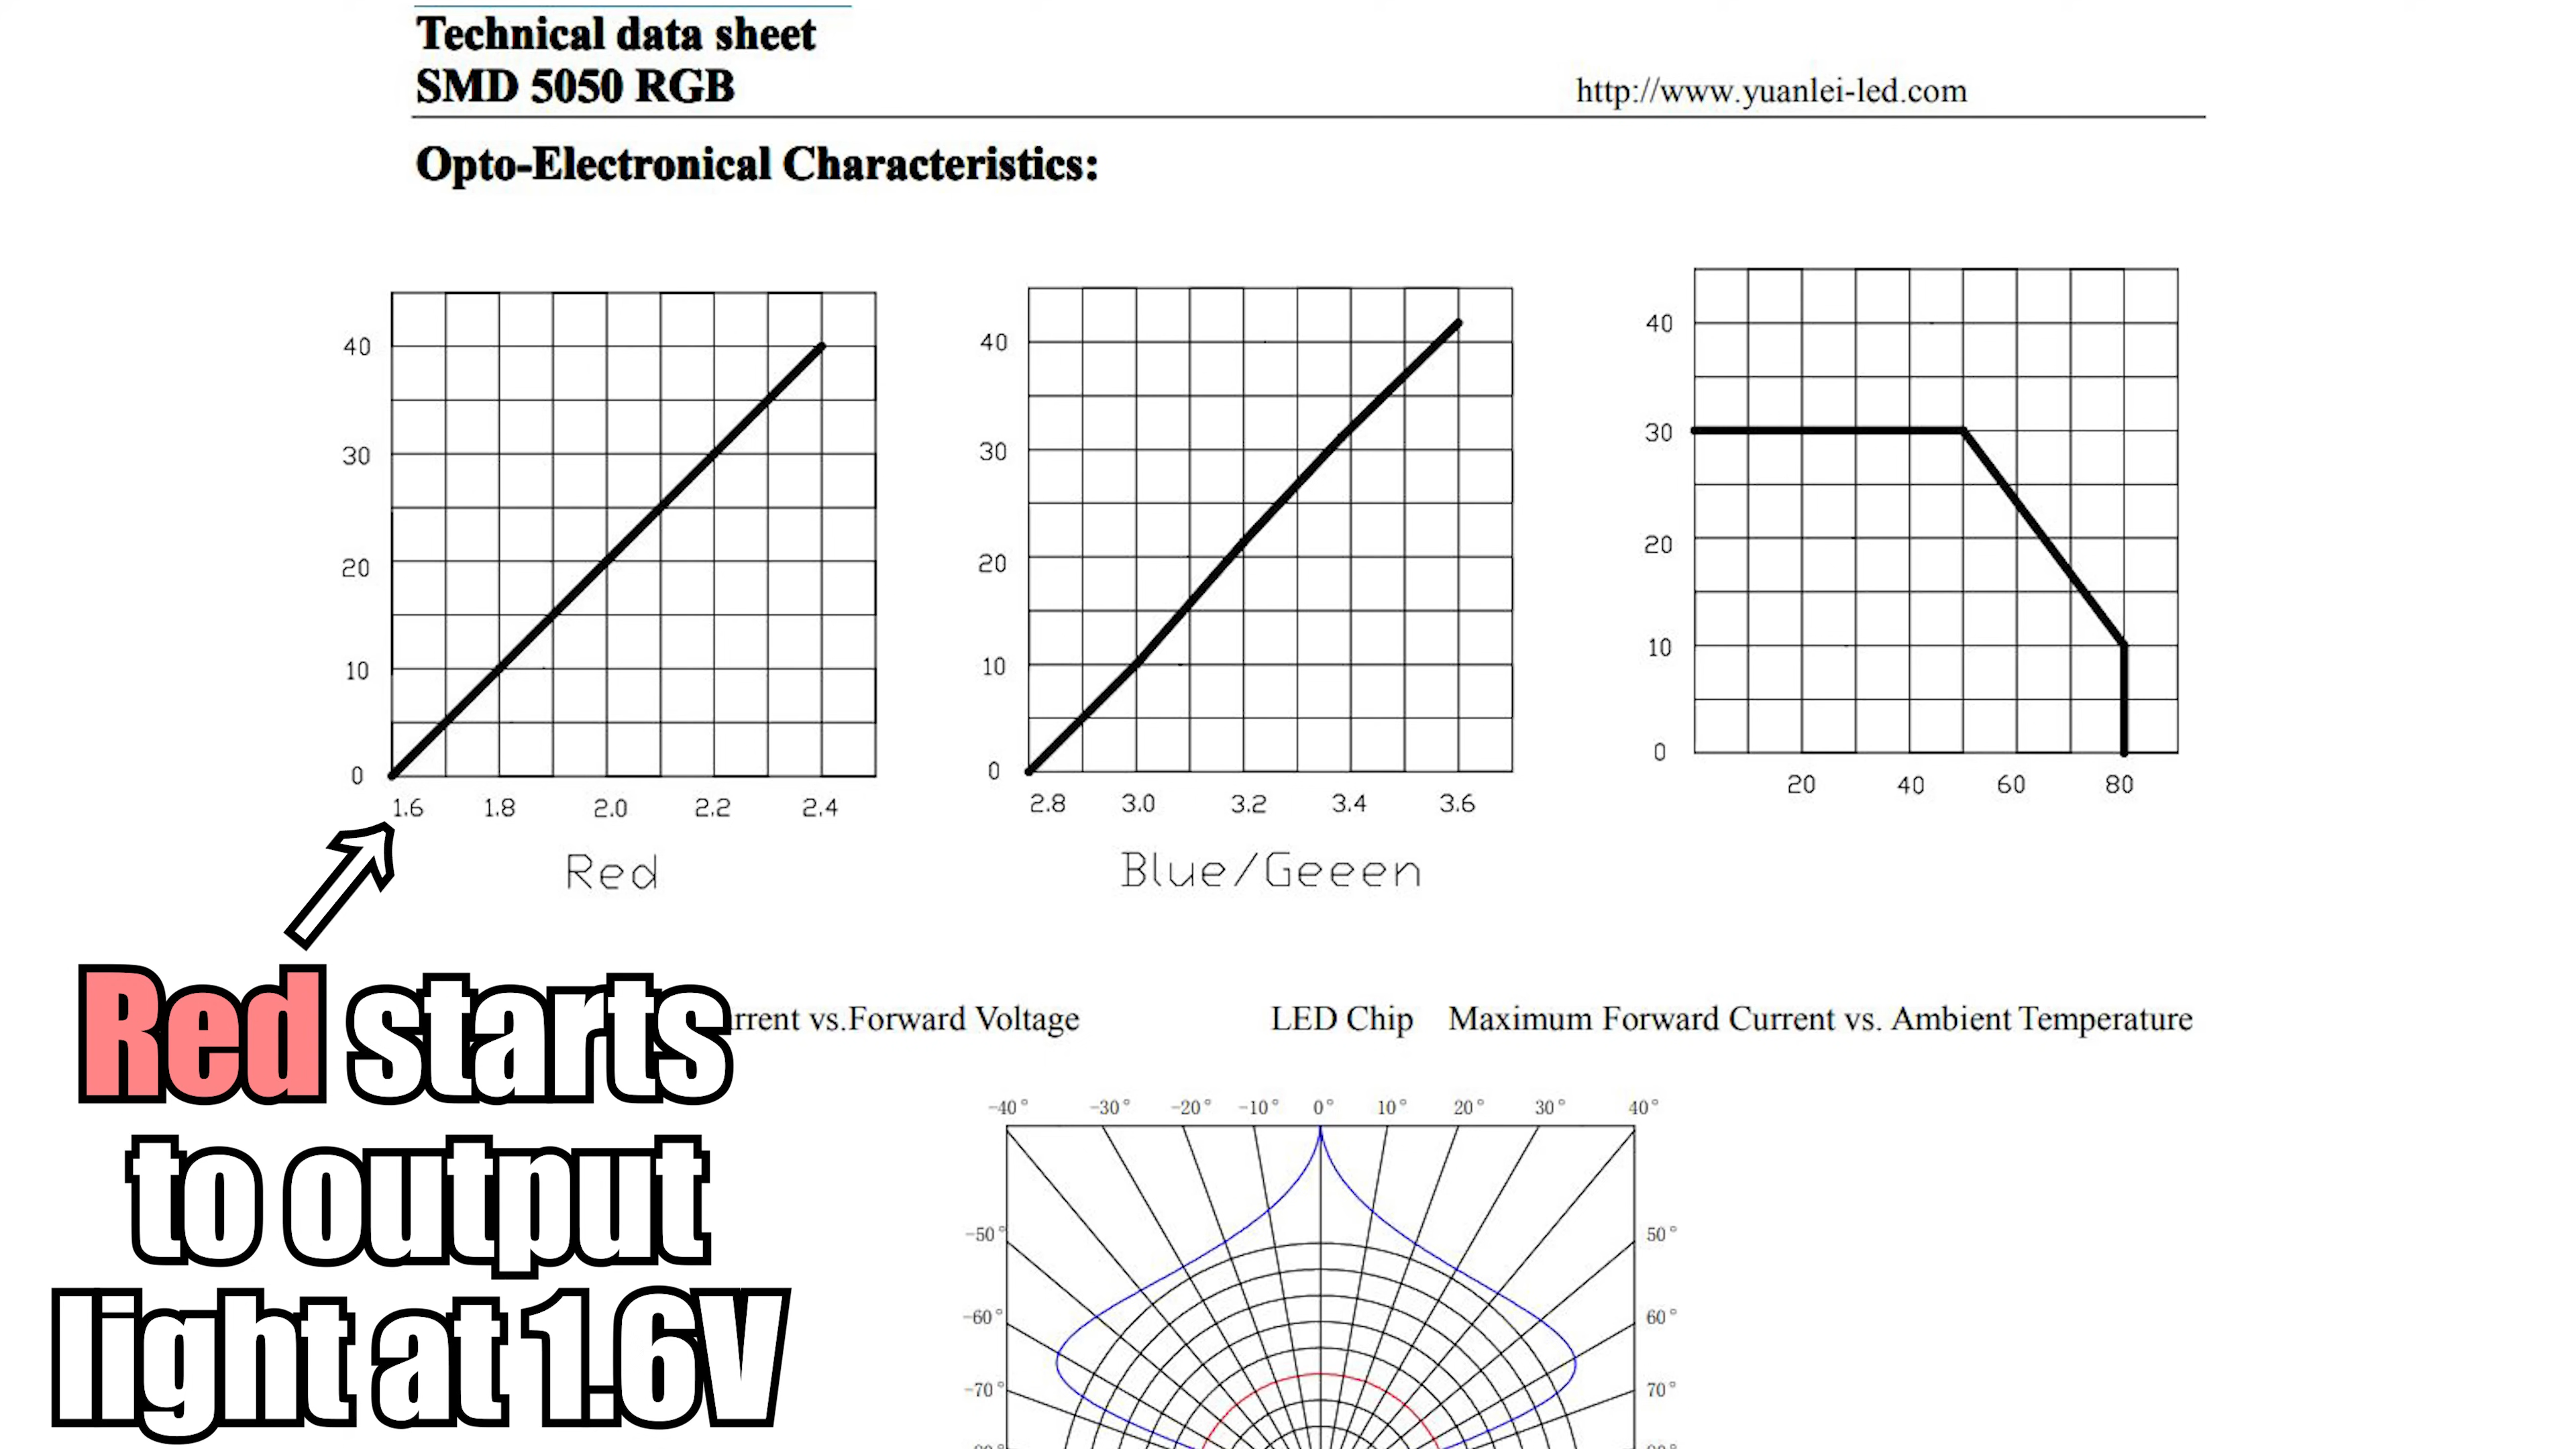 Technical data sheet
SMD 5050 RGB
http://www.yuanlei-led.com
Opto-Electronical Characteristics:
40
30
20
10
0
1.6 1.8 2.0 2.2 2.4
Red
40
30
20
10
0
2.8 3.0 3.2 3.4 3.6
Blue/Geeen
40
30
20
10
0
20 40 60 80
Red starts
to output
light at 1.6V
vs.Forward Voltage
LED Chip Maximum Forward Current vs. Ambient Temperature
-40° -30° -20° -10° 0° 10° 20° 30° 40°
-50° 50°
-60° 60°
-70° 70°